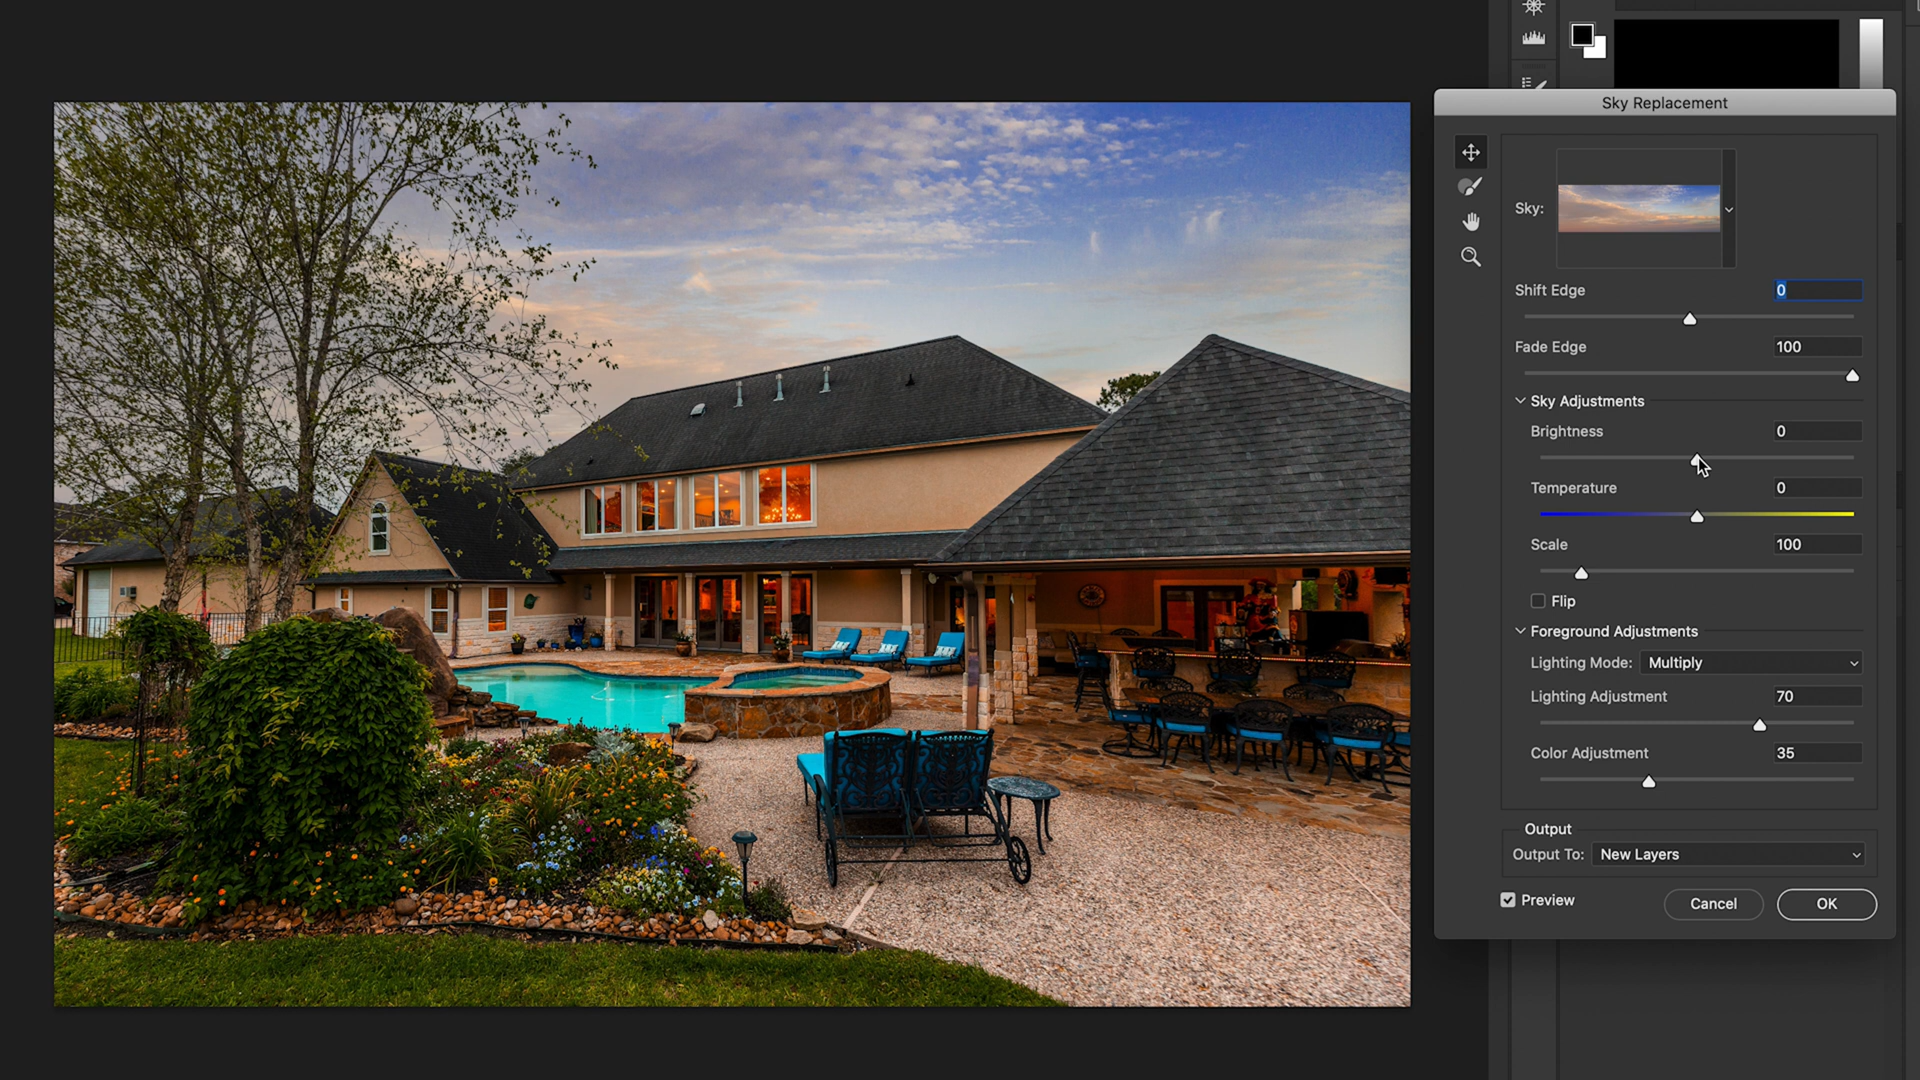 Sky Replacement
Sky:
Shift Edge 0
Fade Edge 100
Sky Adjustments
Brightness 0
Temperature 0
Scale 100
Flip
Foreground Adjustments
Lighting Mode: Multiply
Lighting Adjustment 70
Color Adjustment 35
Output
Output To: New Layers
Preview Cancel OK